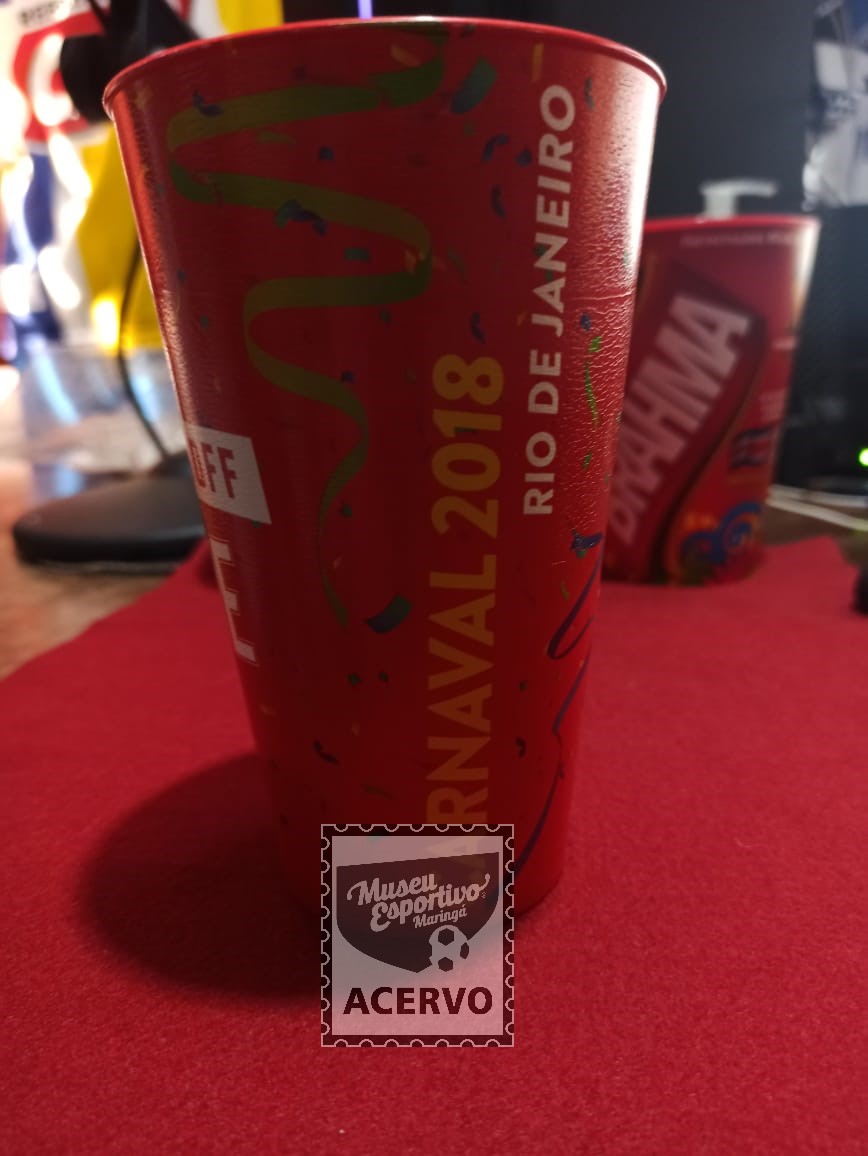 RIO DE JANEIRO
RNAVAL 2018
OFF
E
BRAHMA
Museu
Esportivo
Maringá
ACERVO